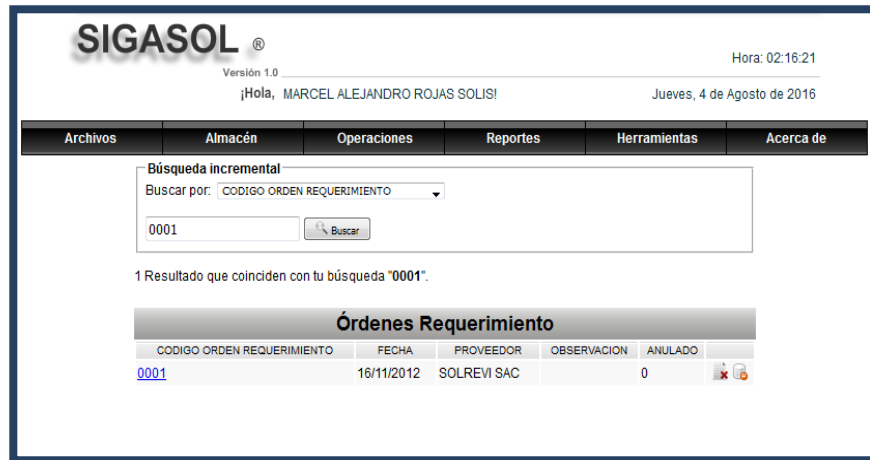 SIGASOL ®
Versión 1.0
Hora: 02:16:21
¡Hola, MARCEL ALEJANDRO ROJAS SOLIS! Jueves, 4 de Agosto de 2016
Archivos Almacén Operaciones Reportes Herramientas Acerca de
Búsqueda incremental
Buscar por: CODIGO ORDEN REQUERIMIENTO
0001 Buscar
1 Resultado que coinciden con tu búsqueda "0001".
Órdenes Requerimiento
CODIGO ORDEN REQUERIMIENTO FECHA PROVEEDOR OBSERVACION ANULADO
0001 16/11/2012 SOLREVI SAC 0